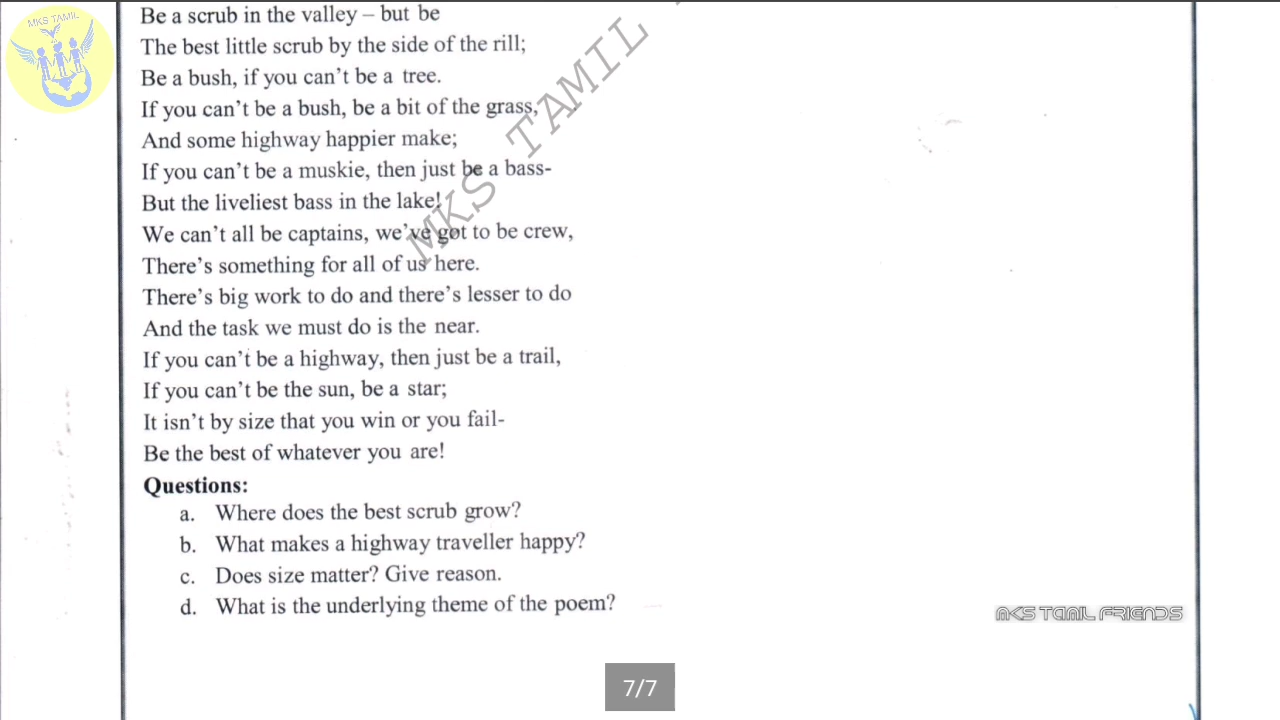 MKS TAMIL
Be a scrub in the valley – but be
The best little scrub by the side of the rill;
Be a bush, if you can't be a tree.
If you can't be a bush, be a bit of the grass,
And some highway happier make;
If you can't be a muskie, then just be a bass-
But the liveliest bass in the lake!
We can't all be captains, we've got to be crew,
There's something for all of us here.
There's big work to do and there's lesser to do
And the task we must do is the near.
If you can't be a highway, then just be a trail,
If you can't be the sun, be a star;
It isn't by size that you win or you fail-
Be the best of whatever you are!
MKS TAMIL
Questions:
a. Where does the best scrub grow?
b. What makes a highway traveller happy?
c. Does size matter? Give reason.
d. What is the underlying theme of the poem?
MKS TAMIL FRIENDS
7/7